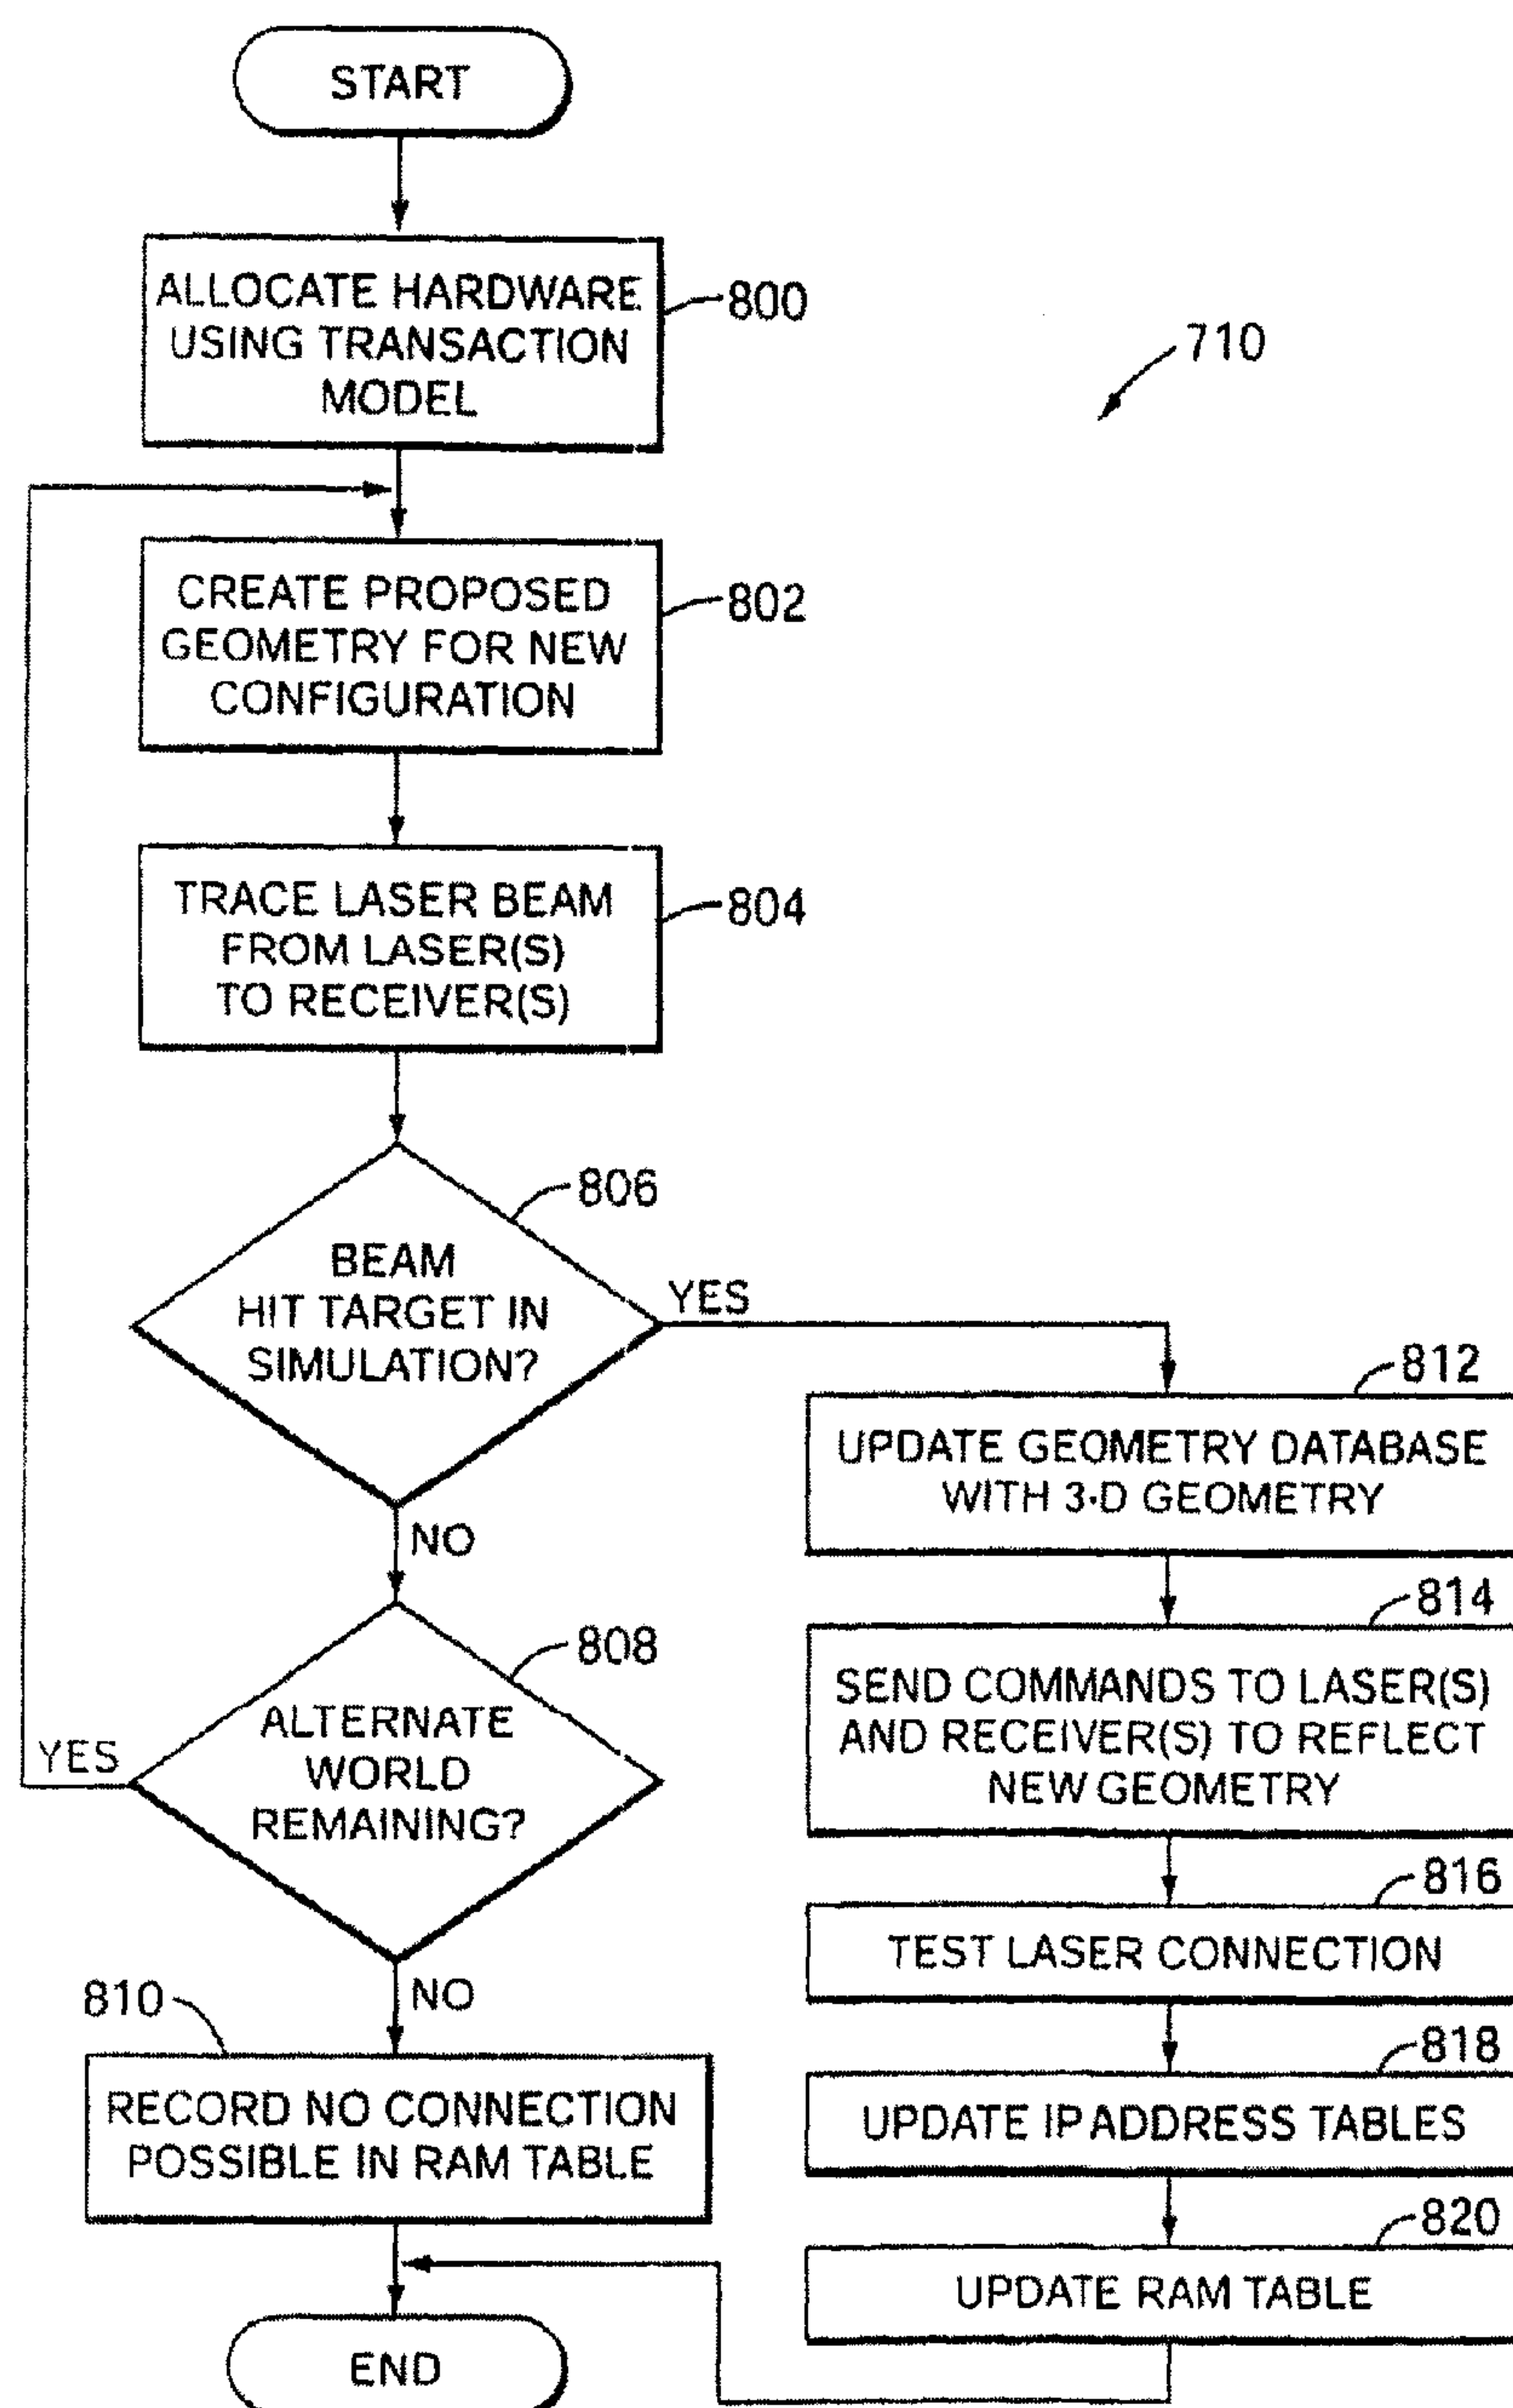 START
ALLOCATE HARDWARE
USING TRANSACTION
MODEL
800
710
CREATE PROPOSED
GEOMETRY FOR NEW
CONFIGURATION
802
TRACE LASER BEAM
FROM LASER(S)
TO RECEIVER(S)
804
806
BEAM
HIT TARGET IN
SIMULATION?
YES
NO
808
ALTERNATE
WORLD
REMAINING?
YES
NO
810
RECORD NO CONNECTION
POSSIBLE IN RAM TABLE
812
UPDATE GEOMETRY DATABASE
WITH 3-D GEOMETRY
814
SEND COMMANDS TO LASER(S)
AND RECEIVER(S) TO REFLECT
NEW GEOMETRY
816
TEST LASER CONNECTION
818
UPDATE IP ADDRESS TABLES
820
UPDATE RAM TABLE
END